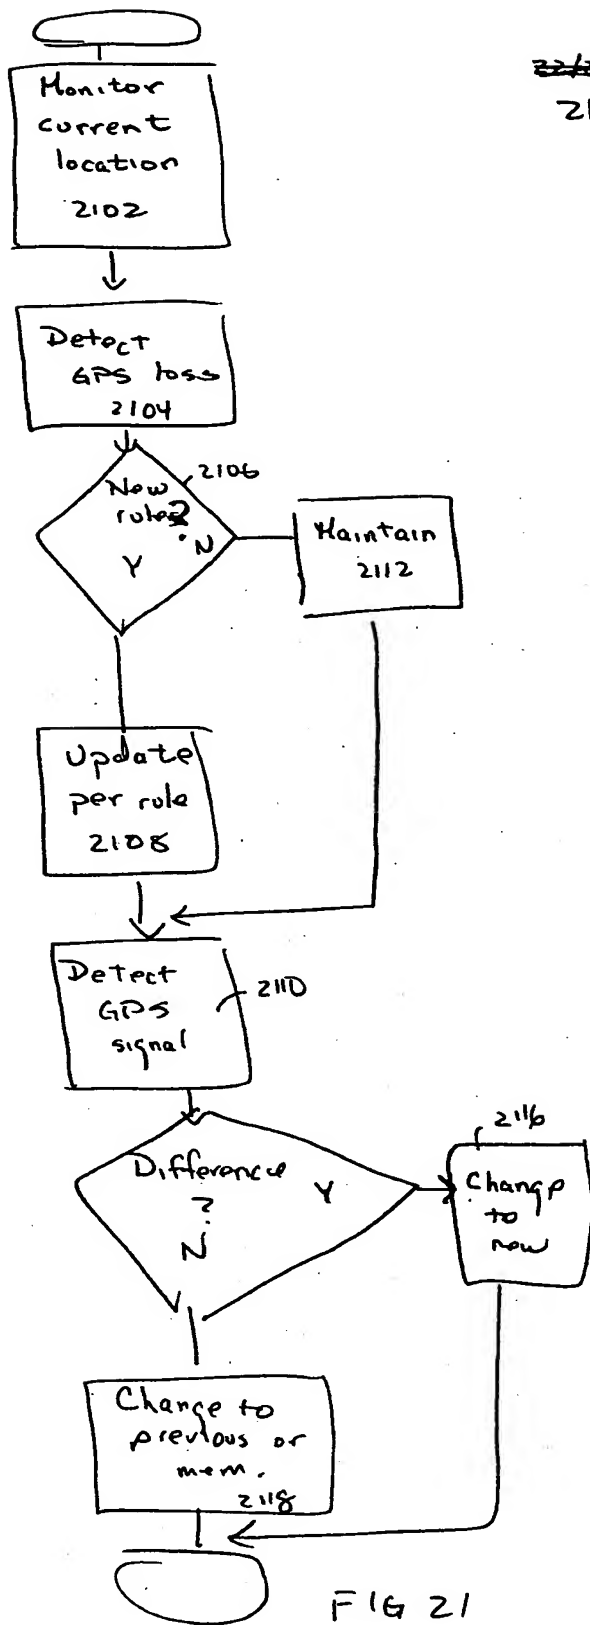 21
Monitor
current
location
2102
Detect
GPS loss
2104
2106
New
rules?
N
Y
Maintain
2112
Update
per rule
2108
Detect
GPS
signal
2110
Difference
?
Y
N
2116
Change
to
new
Change to
previous or
mem.
2118
FIG 21